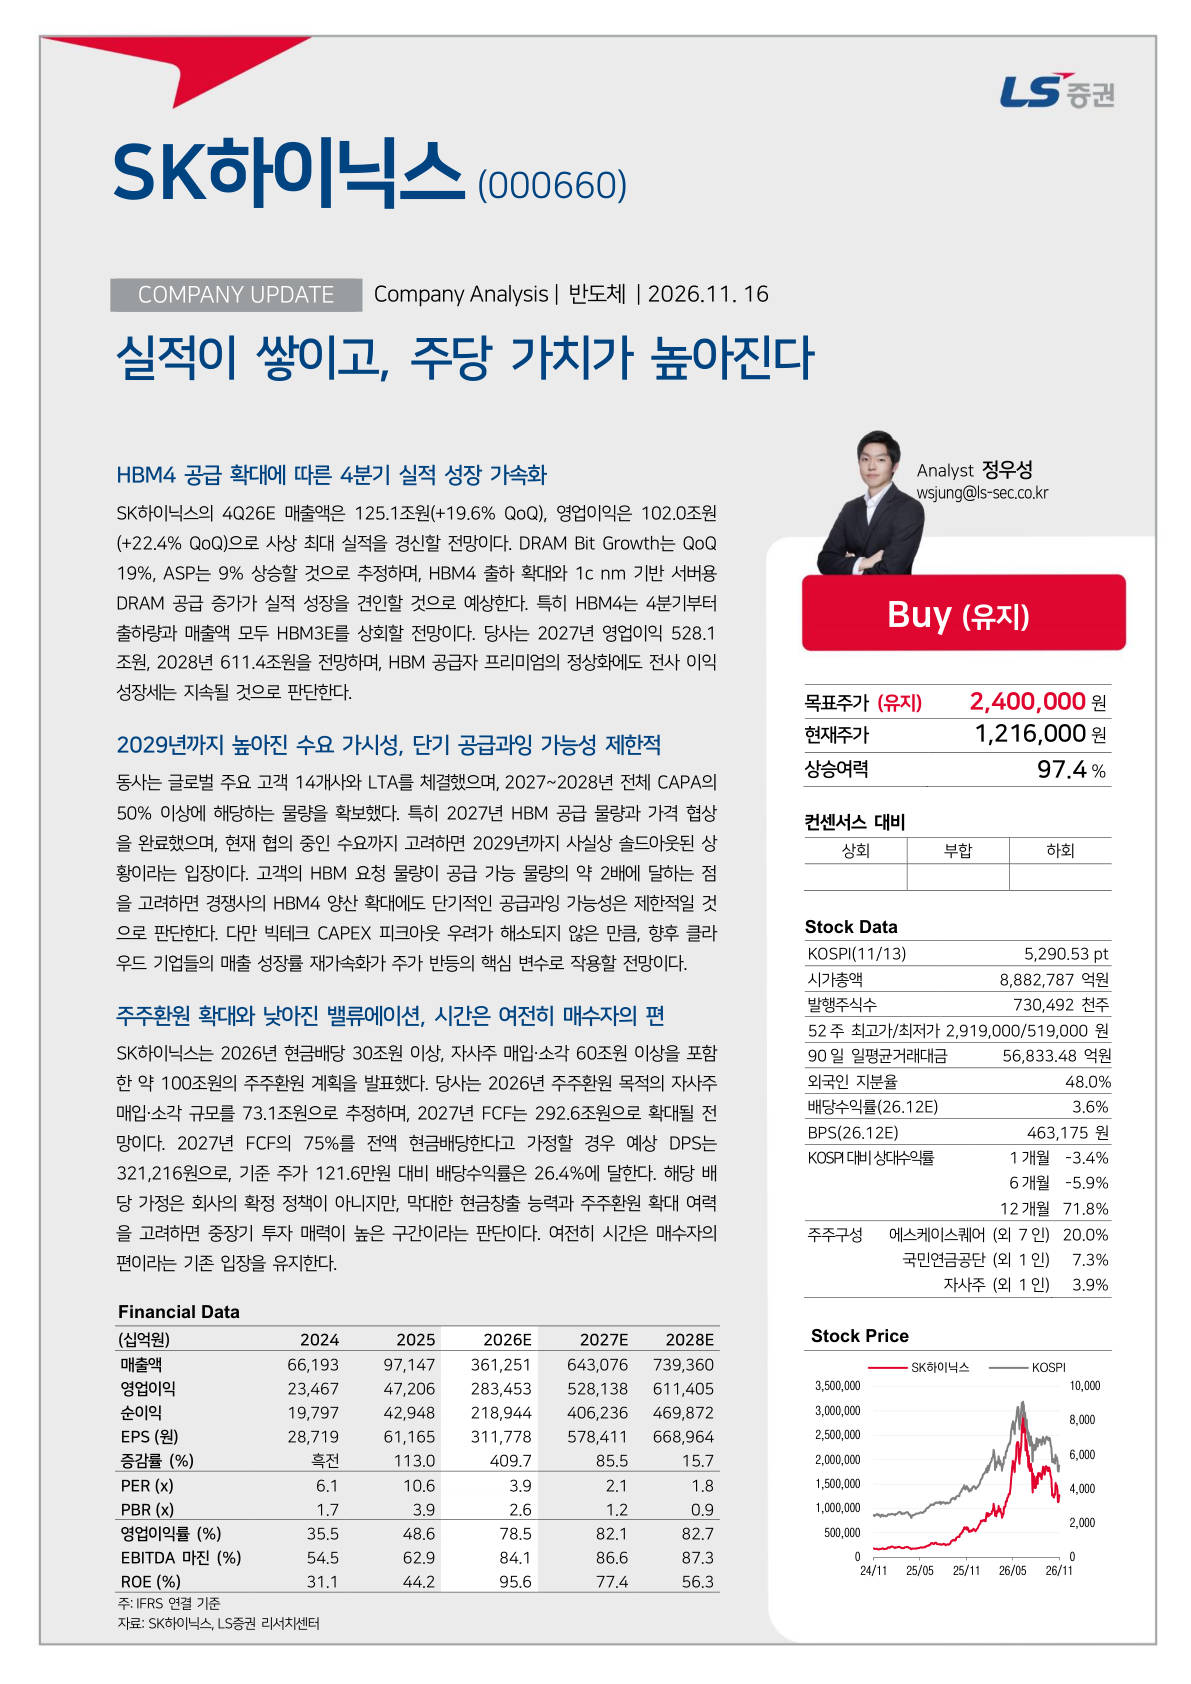 LS증권
SK하이닉스 (000660)
COMPANY UPDATE Company Analysis | 반도체 | 2026.11. 16
실적이 쌓이고, 주당 가치가 높아진다
HBM4 공급 확대에 따른 4분기 실적 성장 가속화
SK하이닉스의 4Q26E 매출액은 125.1조원(+19.6% QoQ), 영업이익은 102.0조원
(+22.4% QoQ)으로 사상 최대 실적을 경신할 전망이다. DRAM Bit Growth는 QoQ
19%, ASP는 9% 상승할 것으로 추정하며, HBM4 출하 확대와 1c nm 기반 서버용
DRAM 공급 증가가 실적 성장을 견인할 것으로 예상한다. 특히 HBM4는 4분기부터
출하량과 매출액 모두 HBM3E를 상회할 전망이다. 당사는 2027년 영업이익 528.1
조원, 2028년 611.4조원을 전망하며, HBM 공급자 프리미엄의 정상화에도 전사 이익
성장세는 지속될 것으로 판단한다.
2029년까지 높아진 수요 가시성, 단기 공급과잉 가능성 제한적
동사는 글로벌 주요 고객 14개사와 LTA를 체결했으며, 2027~2028년 전체 CAPA의
50% 이상에 해당하는 물량을 확보했다. 특히 2027년 HBM 공급 물량과 가격 협상
을 완료했으며, 현재 협의 중인 수요까지 고려하면 2029년까지 사실상 솔드아웃된 상
황이라는 입장이다. 고객의 HBM 요청 물량이 공급 가능 물량의 약 2배에 달하는 점
을 고려하면 경쟁사의 HBM4 양산 확대에도 단기적인 공급과잉 가능성은 제한적일 것
으로 판단한다. 다만 빅테크 CAPEX 피크아웃 우려가 해소되지 않은 만큼, 향후 클라
우드 기업들의 매출 성장률 재가속화가 주가 반등의 핵심 변수로 작용할 전망이다.
주주환원 확대와 낮아진 밸류에이션, 시간은 여전히 매수자의 편
SK하이닉스는 2026년 현금배당 30조원 이상, 자사주 매입·소각 60조원 이상을 포함
한 약 100조원의 주주환원 계획을 발표했다. 당사는 2026년 주주환원 목적의 자사주
매입·소각 규모를 73.1조원으로 추정하며, 2027년 FCF는 292.6조원으로 확대될 전
망이다. 2027년 FCF의 75%를 전액 현금배당한다고 가정할 경우 예상 DPS는
321,216원으로, 기준 주가 121.6만원 대비 배당수익률은 26.4%에 달한다. 해당 배
당 가정은 회사의 확정 정책이 아니지만, 막대한 현금창출 능력과 주주환원 확대 여력
을 고려하면 중장기 투자 매력이 높은 구간이라는 판단이다. 여전히 시간은 매수자의
편이라는 기존 입장을 유지한다.
Financial Data
(십억원) 2024 2025 2026E 2027E 2028E
매출액 66,193 97,147 361,251 643,076 739,360
영업이익 23,467 47,206 283,453 528,138 611,405
순이익 19,797 42,948 218,944 406,236 469,872
EPS (원) 28,719 61,165 311,778 578,411 668,964
증감률 (%) 흑전 113.0 409.7 85.5 15.7
PER (x) 6.1 10.6 3.9 2.1 1.8
PBR (x) 1.7 3.9 2.6 1.2 0.9
영업이익률 (%) 35.5 48.6 78.5 82.1 82.7
EBITDA 마진 (%) 54.5 62.9 84.1 86.6 87.3
ROE (%) 31.1 44.2 95.6 77.4 56.3
주: IFRS 연결 기준
자료: SK하이닉스, LS증권 리서치센터
Analyst 정우성
wsjung@ls-sec.co.kr
Buy (유지)
목표주가 (유지) 2,400,000 원
현재주가 1,216,000 원
상승여력 97.4 %
컨센서스 대비
상회 부합 하회
Stock Data
KOSPI(11/13) 5,290.53 pt
시가총액 8,882,787 억원
발행주식수 730,492 천주
52주 최고가/최저가 2,919,000/519,000 원
90일 일평균거래대금 56,833.48 억원
외국인 지분율 48.0%
배당수익률(26.12E) 3.6%
BPS(26.12E) 463,175 원
KOSPI 대비 상대수익률 1개월 -3.4%
6개월 -5.9%
12개월 71.8%
주주구성 에스케이스퀘어 (외 7인) 20.0%
국민연금공단 (외 1인) 7.3%
자사주 (외 1인) 3.9%
Stock Price
SK하이닉스 KOSPI
3,500,000 10,000
3,000,000
8,000
2,500,000
2,000,000 6,000
1,500,000 4,000
1,000,000
2,000
500,000
0 0
24/11 25/05 25/11 26/05 26/11